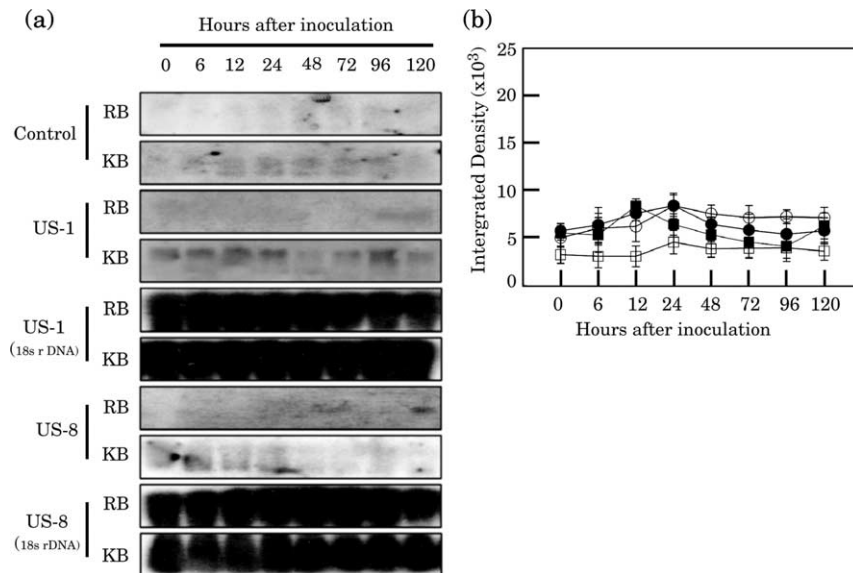 (a)
Hours after inoculation
0 6 12 24 48 72 96 120
Control
RB
KB
US-1
RB
KB
US-1
(18s r DNA)
RB
KB
US-8
RB
KB
US-8
(18s rDNA)
RB
KB
(b)
Intergrated Density (x10³)
25
20
15
10
5
0
0 6 12 24 48 72 96 120
Hours after inoculation